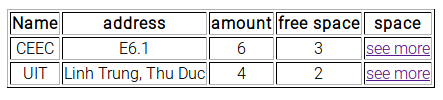 Name address amount free space space
CEEC E6.1 6 3 see more
UIT Linh Trung, Thu Duc 4 2 see more